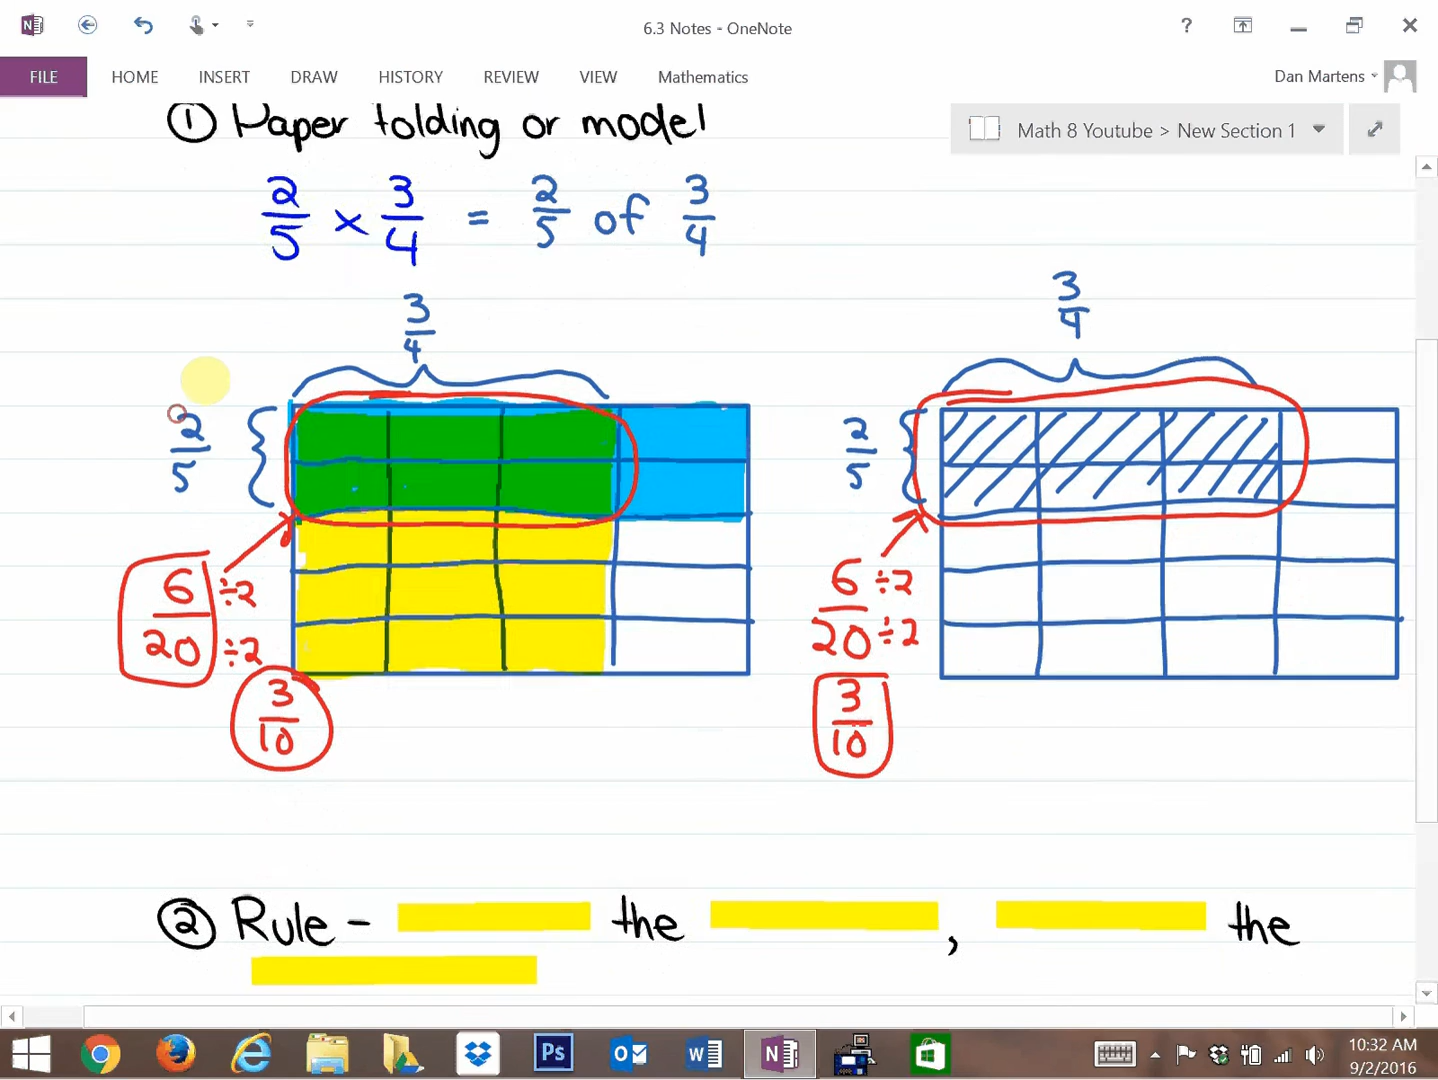 6.3 Notes - OneNote
?
FILE HOME INSERT DRAW HISTORY REVIEW VIEW Mathematics
Dan Martens
Math 8 Youtube > New Section 1
① Paper folding or model
2/5 × 3/4 = 2/5 of 3/4
3/4
3/4
2/5
2/5
6 ÷2
20 ÷2
3/10
6 ÷2
20 ÷2
3/10
② Rule - the , the
Ps
10:32 AM
9/2/2016